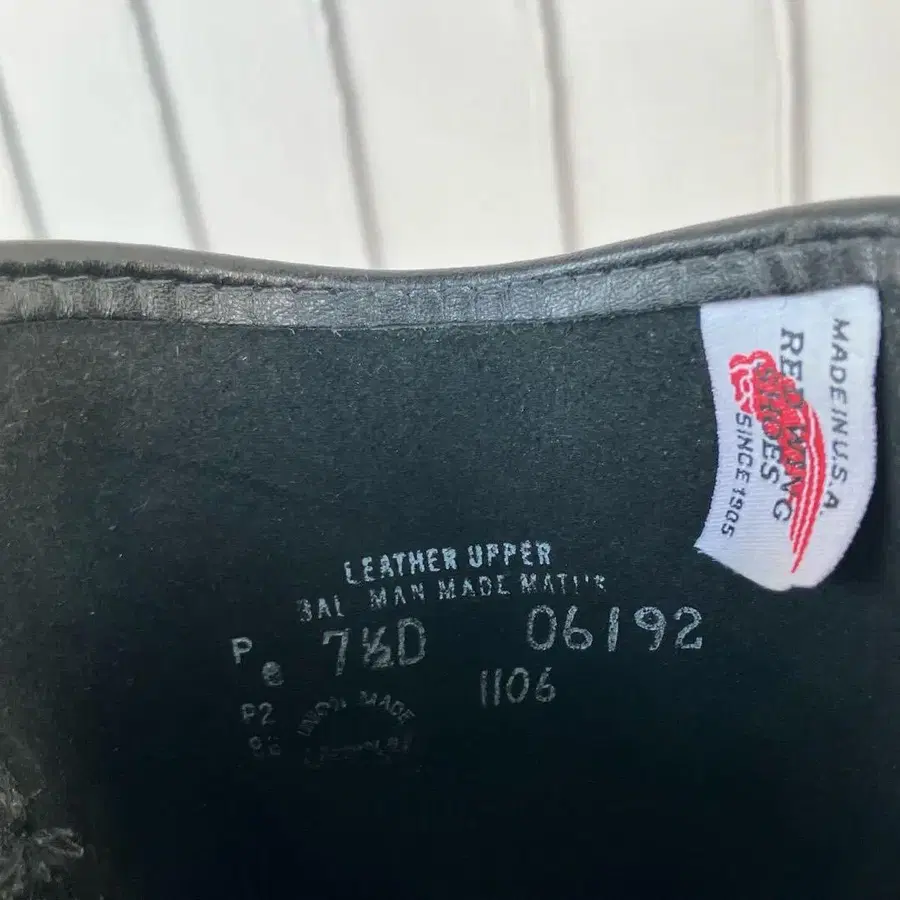 MADE IN U.S.A.
RED WING
SHOES
SINCE 1905
LEATHER UPPER
BAL MAN MADE MAT'L'S
P 7½D 06192
e 1106
P2 UNION MADE